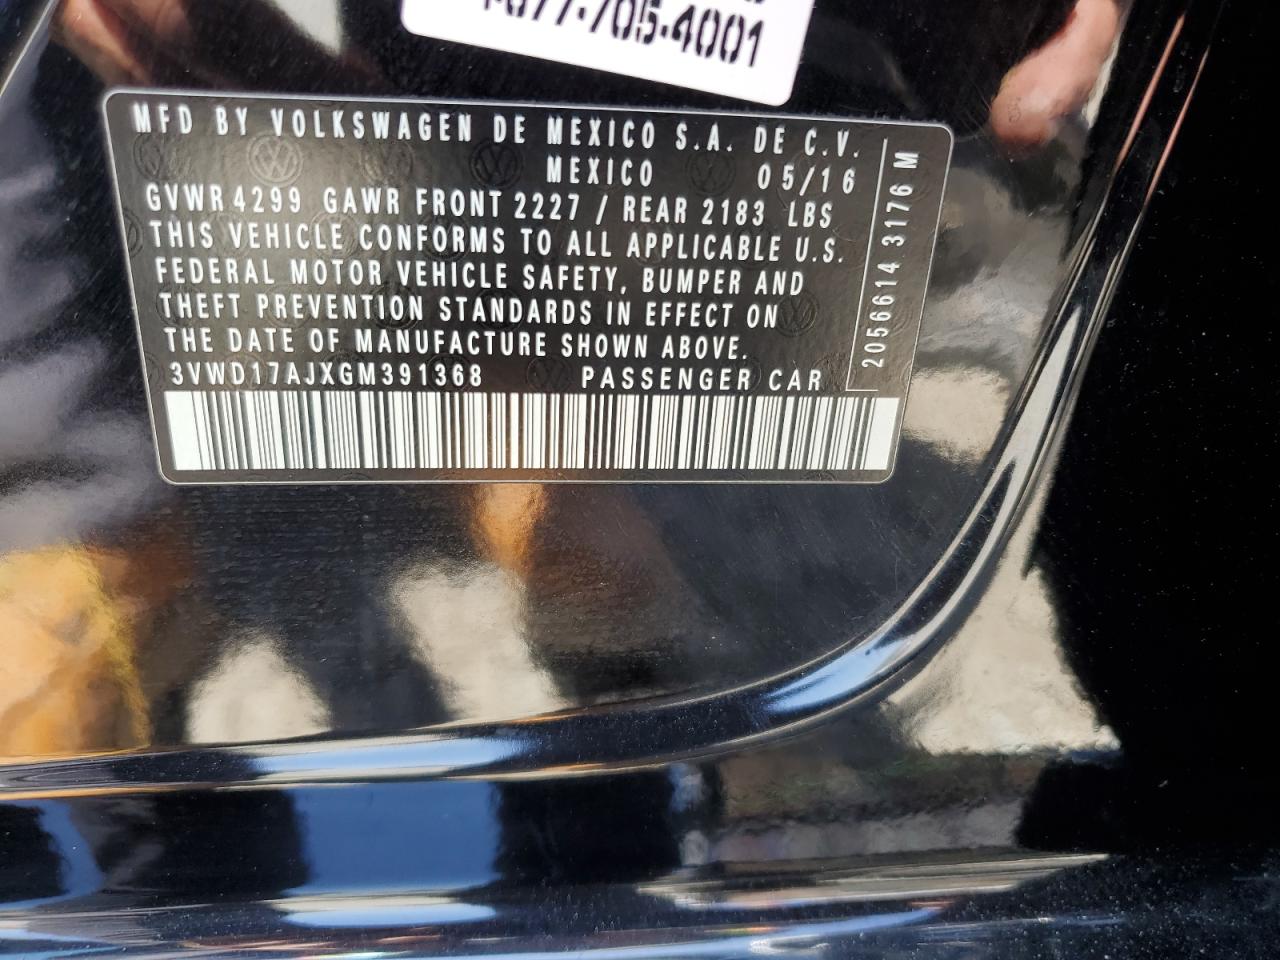 705-4001
MFD BY VOLKSWAGEN DE MEXICO S.A. DE C.V.
MEXICO 05/16
GVWR 4299 GAWR FRONT 2227 / REAR 2183 LBS
THIS VEHICLE CONFORMS TO ALL APPLICABLE U.S.
FEDERAL MOTOR VEHICLE SAFETY, BUMPER AND
THEFT PREVENTION STANDARDS IN EFFECT ON
THE DATE OF MANUFACTURE SHOWN ABOVE.
3VWD17AJXGM391368 PASSENGER CAR
2056614 3176 M